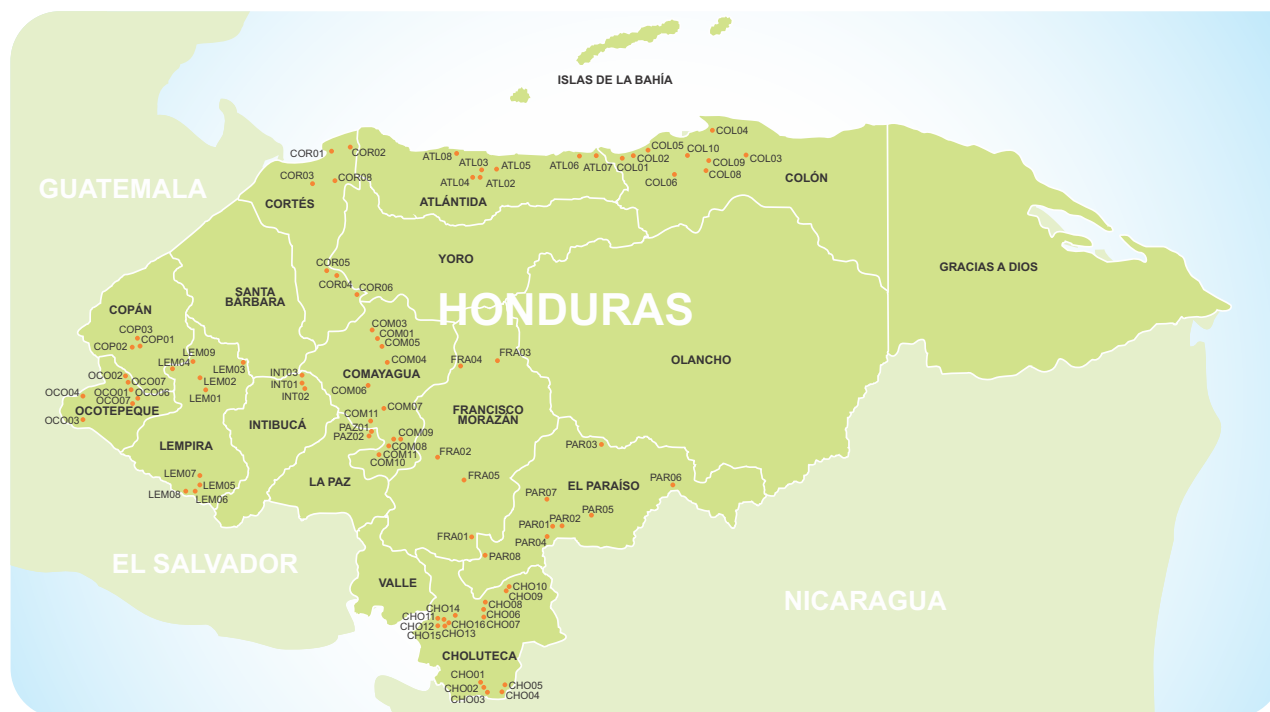 ISLAS DE LA BAHÍA
COL04
COR01
COR02
ATL08
ATL03
ATL05
ATL04
ATL02
ATL06
ATL07
COL01
COL02
COL05
COL10
COL09
COL03
COL08
COL06
COLÓN
GUATEMALA
COR03
COR08
CORTÉS
ATLÁNTIDA
YORO
GRACIAS A DIOS
COR05
COR04
COR06
SANTA
BÁRBARA
HONDURAS
COPÁN
COP03
COP01
COP02
COM03
COM01
COM05
COM04
COMAYAGUA
COM06
COM07
FRA04
FRA03
OLANCHO
LEM09
LEM04
LEM03
LEM02
LEM01
INT03
INT01
INT02
OCO02
OCO07
OCO01
OCO06
OCO07
OCO04
OCOTEPEQUE
OCO03
FRANCISCO
MORAZÁN
INTIBUCÁ
COM11
PAZ01
PAZ02
COM09
COM08
COM11
COM10
LEMPIRA
FRA02
PAR03
LEM07
LEM05
LEM08
LEM06
LA PAZ
FRA05
EL PARAÍSO
PAR06
PAR07
PAR05
PAR01
PAR02
PAR04
FRA01
PAR08
EL SALVADOR
VALLE
NICARAGUA
CHO10
CHO09
CHO08
CHO06
CHO07
CHO14
CHO11
CHO12
CHO16
CHO15
CHO13
CHOLUTECA
CHO01
CHO02
CHO03
CHO05
CHO04